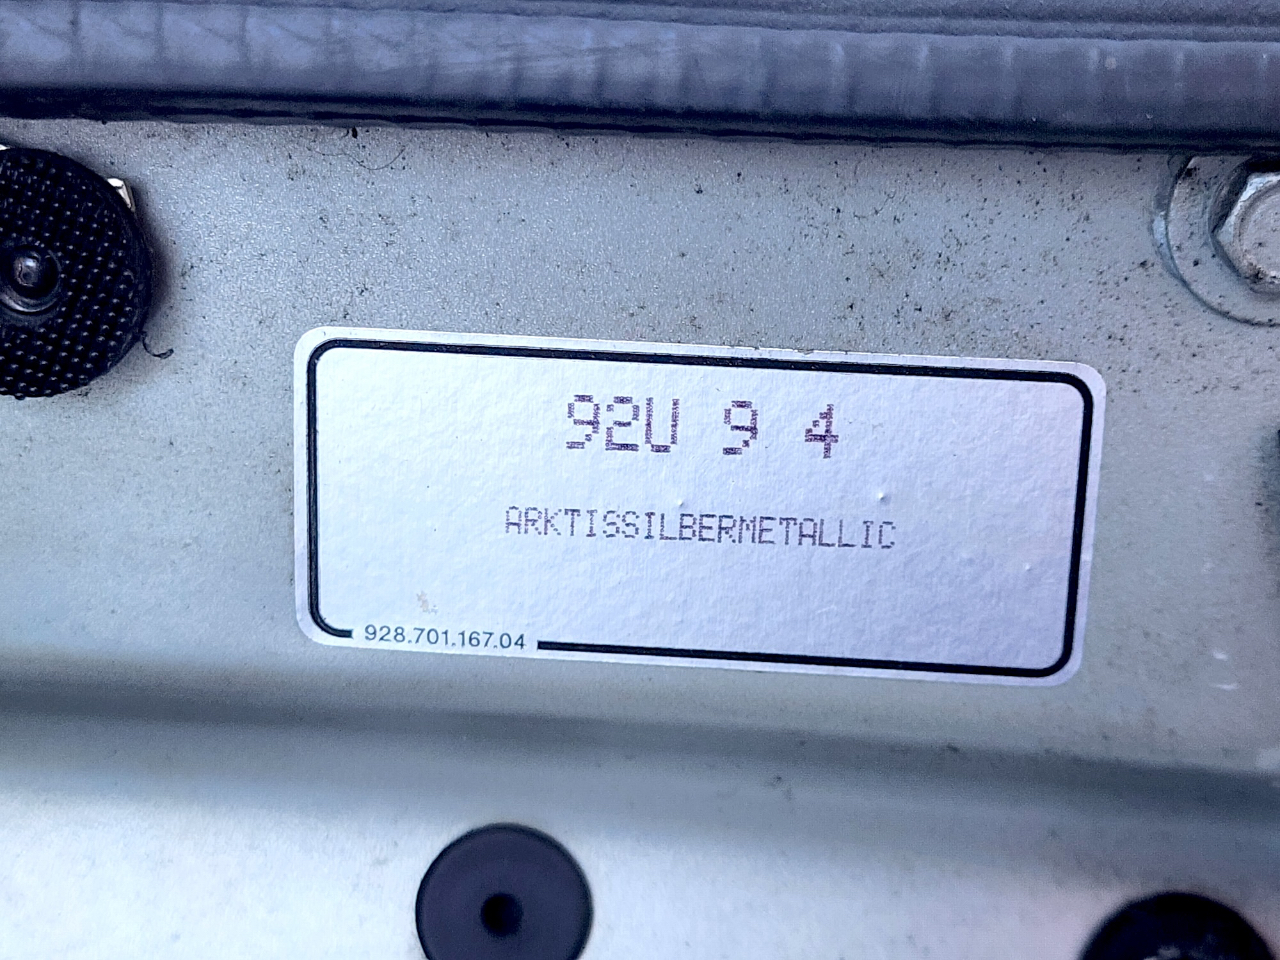 92U 9 4
ARKTISSILBERMETALLIC
928.701.167.04